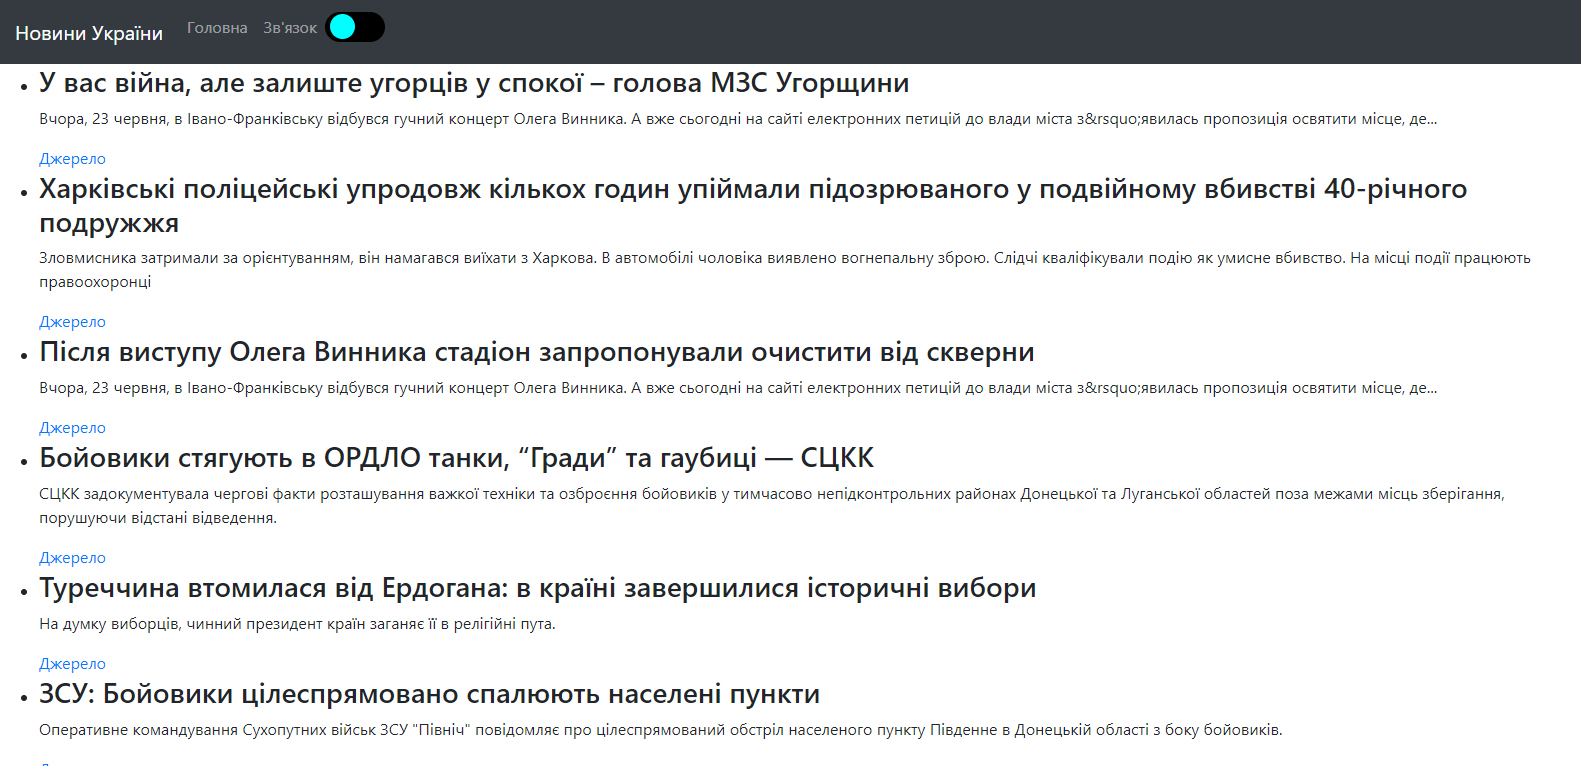 Новини України Головна Зв'язок
У вас війна, але залиште угорців у спокої – голова МЗС Угорщини
Вчора, 23 червня, в Івано-Франківську відбувся гучний концерт Олега Винника. А вже сьогодні на сайті електронних петицій до влади міста з&rsquo;явилась пропозиція освятити місце, де...
Джерело
Харківські поліцейські упродовж кількох годин упіймали підозрюваного у подвійному вбивстві 40-річного
подружжя
Зловмисника затримали за орієнтуванням, він намагався виїхати з Харкова. В автомобілі чоловіка виявлено вогнепальну зброю. Слідчі кваліфікували подію як умисне вбивство. На місці події працюють
правоохоронці
Джерело
Після виступу Олега Винника стадіон запропонували очистити від скверни
Вчора, 23 червня, в Івано-Франківську відбувся гучний концерт Олега Винника. А вже сьогодні на сайті електронних петицій до влади міста з&rsquo;явилась пропозиція освятити місце, де...
Джерело
Бойовики стягують в ОРДЛО танки, “Гради” та гаубиці — СЦКК
СЦКК задокументувала чергові факти розташування важкої техніки та озброєння бойовиків у тимчасово непідконтрольних районах Донецької та Луганської областей поза межами місць зберігання,
порушуючи відстані відведення.
Джерело
Туреччина втомилася від Ердогана: в країні завершилися історичні вибори
На думку виборців, чинний президент країн заганяє її в релігійні пута.
Джерело
ЗСУ: Бойовики цілеспрямовано спалюють населені пункти
Оперативне командування Сухопутних військ ЗСУ "Північ" повідомляє про цілеспрямований обстріл населеного пункту Південне в Донецькій області з боку бойовиків.